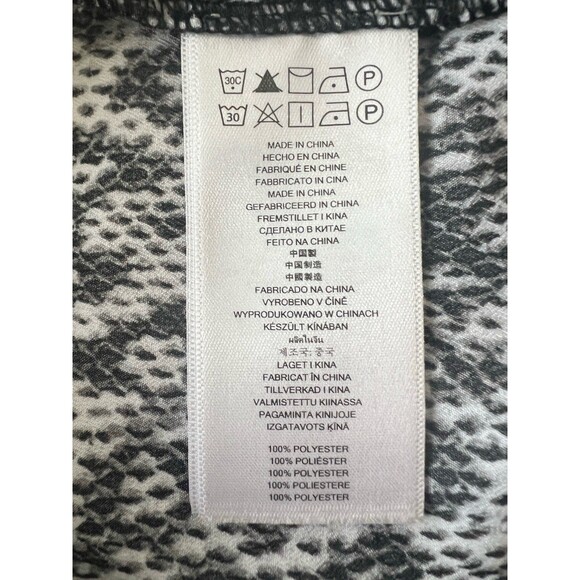 30C P
30 P
MADE IN CHINA
HECHO EN CHINA
FABRIQUÉ EN CHINE
FABBRICATO IN CINA
MADE IN CHINA
GEFABRICEERD IN CHINA
FREMSTILLET I KINA
СДЕЛАНО В КИТАЕ
FEITO NA CHINA
中国製
中国制造
中國製造
FABRICADO NA CHINA
VYROBENO V ČÍNĚ
WYPRODUKOWANO W CHINACH
KÉSZÜLT KÍNÁBAN
ผลิตในจีน
제조국: 중국
LAGET I KINA
FABRICAT ÎN CHINA
TILLVERKAD I KINA
VALMISTETTU KIINASSA
PAGAMINTA KINIJOJE
IZGATAVOTS ĶĪNĀ
100% POLYESTER
100% POLIÉSTER
100% POLYESTER
100% POLIESTERE
100% POLYESTER